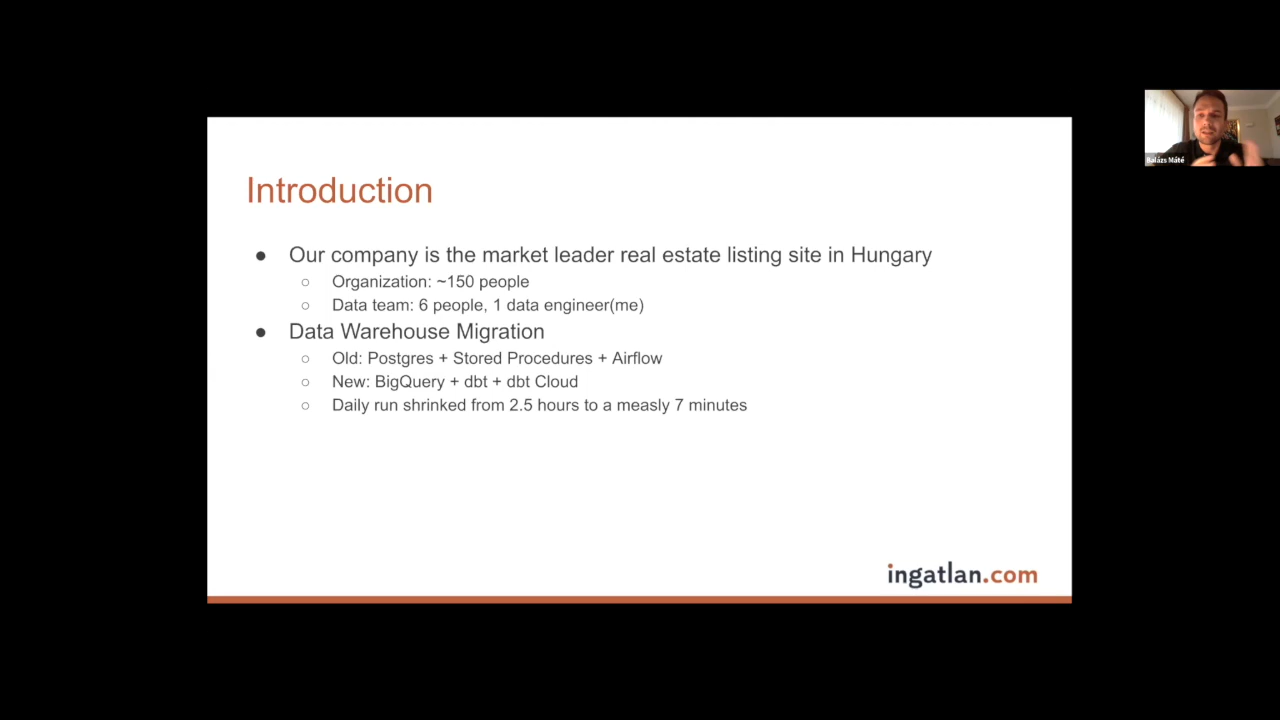 Balázs Máté
Introduction
● Our company is the market leader real estate listing site in Hungary
○ Organization: ~150 people
○ Data team: 6 people, 1 data engineer(me)
● Data Warehouse Migration
○ Old: Postgres + Stored Procedures + Airflow
○ New: BigQuery + dbt + dbt Cloud
○ Daily run shrinked from 2.5 hours to a measly 7 minutes
ingatlan.com